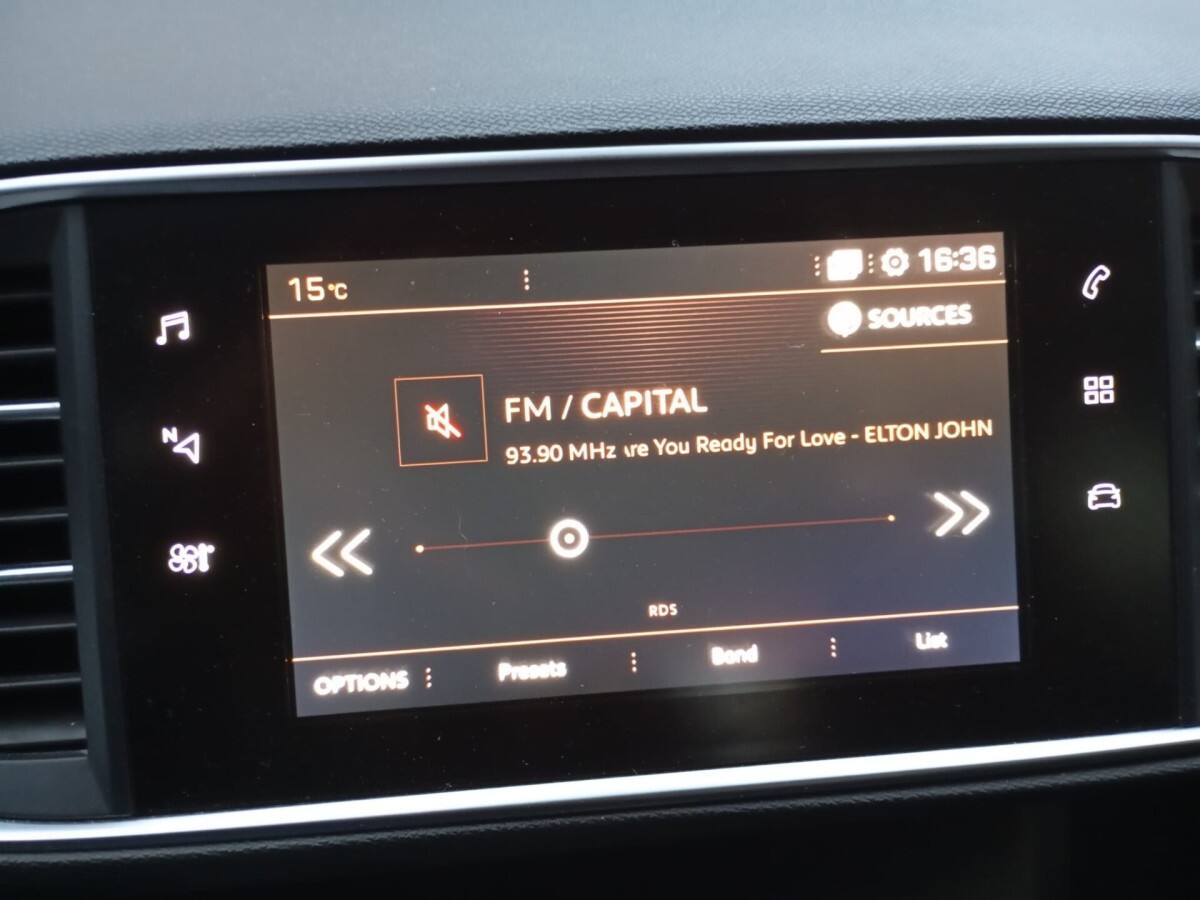 15°C 16:36
SOURCES
FM / CAPITAL
93.90 MHz re You Ready For Love - ELTON JOHN
N
RDS
OPTIONS Presets Band List